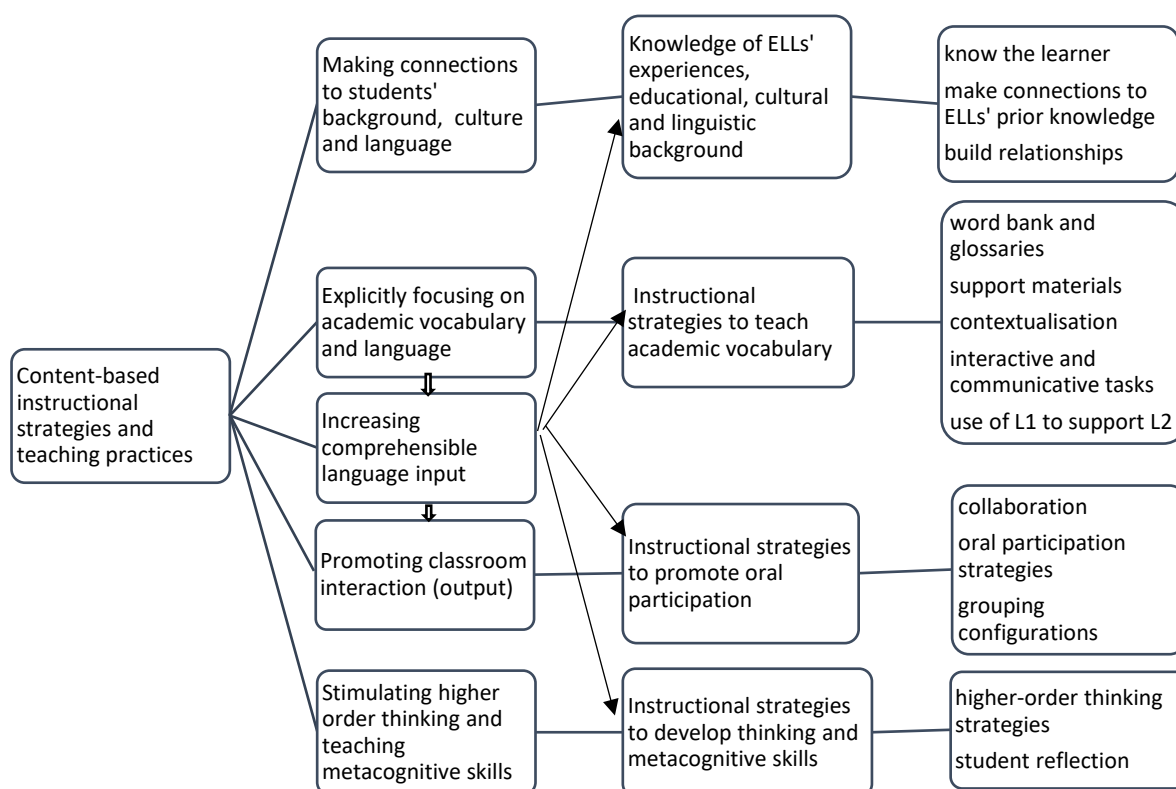 Content-based
instructional
strategies and
teaching practices
Making connections
to students'
background, culture
and language
Knowledge of ELLs'
experiences,
educational, cultural
and linguistic
background
know the learner
make connections to
ELLs' prior knowledge
build relationships
Explicitly focusing on
academic vocabulary
and language
Instructional
strategies to teach
academic vocabulary
word bank and
glossaries
support materials
contextualisation
interactive and
communicative tasks
use of L1 to support L2
Increasing
comprehensible
language input
Promoting classroom
interaction (output)
Instructional strategies
to promote oral
participation
collaboration
oral participation
strategies
grouping
configurations
Stimulating higher
order thinking and
teaching
metacognitive skills
Instructional strategies
to develop thinking and
metacognitive skills
higher-order thinking
strategies
student reflection